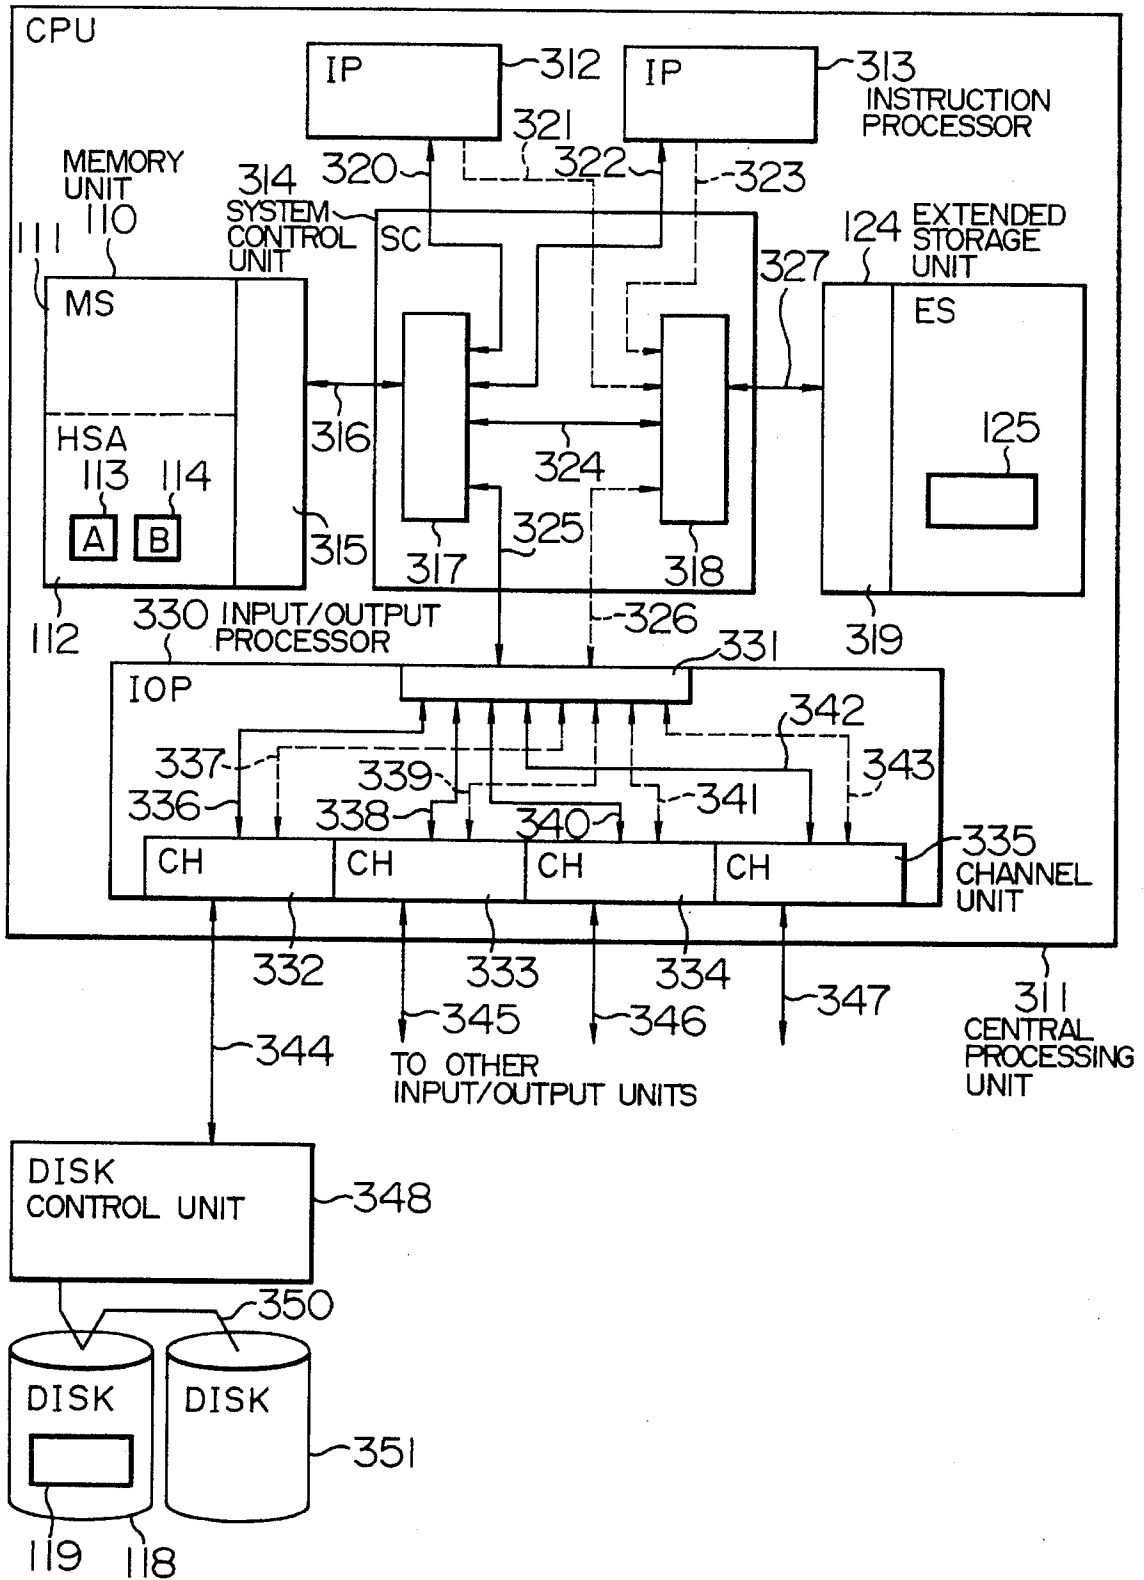 CPU
IP
312
IP
313
INSTRUCTION
PROCESSOR
321
320
322
323
MEMORY
UNIT
110
111
314
SYSTEM
CONTROL
UNIT
SC
124
EXTENDED
STORAGE
UNIT
327
MS
ES
316
HSA
113
114
A
B
324
125
315
325
317
318
112
330
INPUT/OUTPUT
PROCESSOR
326
319
331
IOP
342
337
339
343
336
338
340
341
CH
CH
CH
CH
335
CHANNEL
UNIT
332
333
334
347
311
CENTRAL
PROCESSING
UNIT
344
345
346
TO OTHER
INPUT/OUTPUT UNITS
DISK
CONTROL UNIT
348
350
DISK
DISK
351
119
118